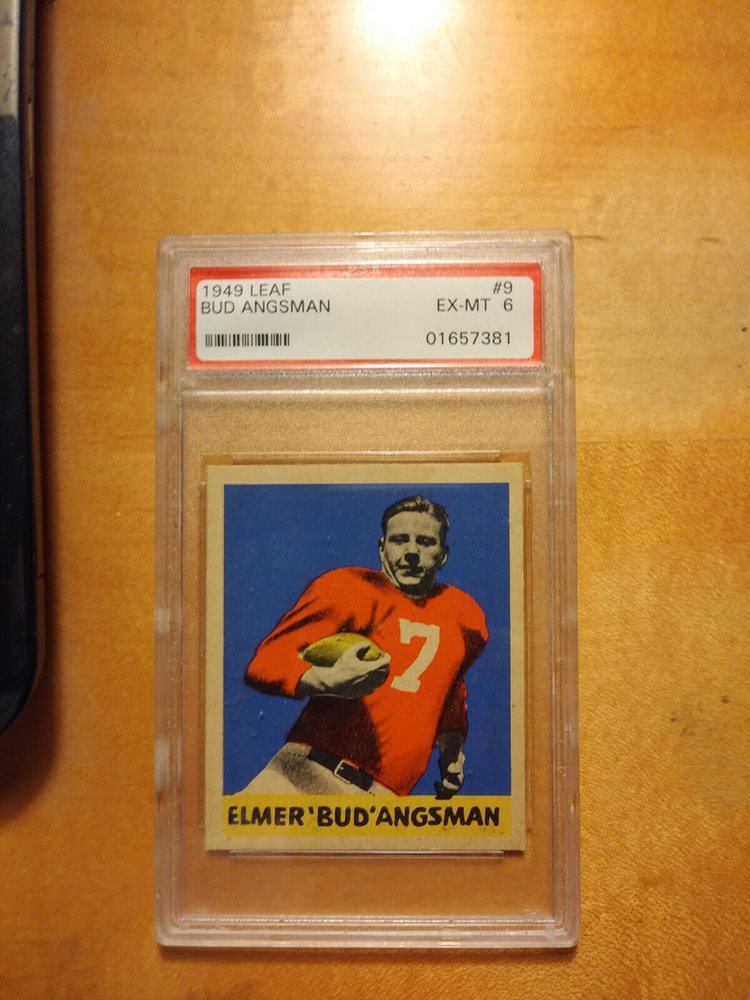 1949 LEAF #9
BUD ANGSMAN EX-MT 6
01657381
7
ELMER 'BUD' ANGSMAN